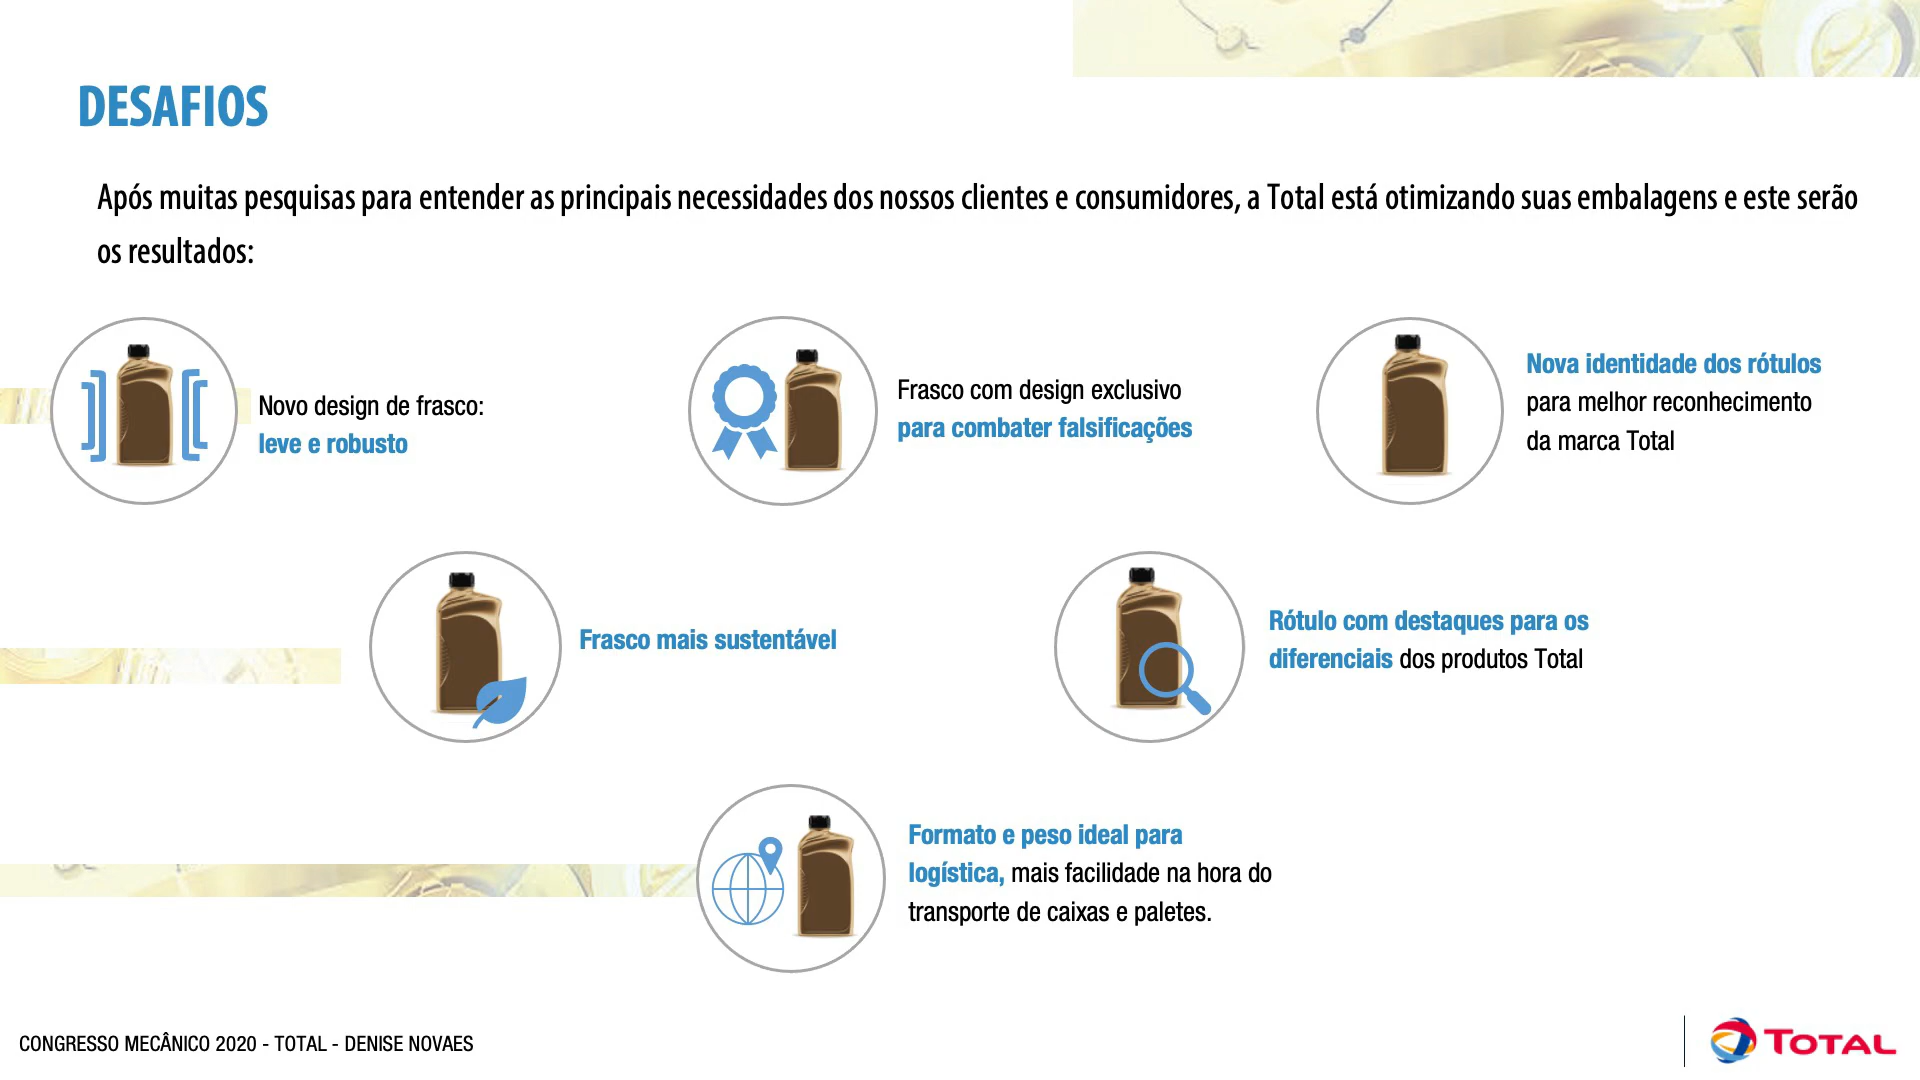 DESAFIOS
Após muitas pesquisas para entender as principais necessidades dos nossos clientes e consumidores, a Total está otimizando suas embalagens e este serão
os resultados:
Novo design de frasco:
leve e robusto
Frasco com design exclusivo
para combater falsificações
Nova identidade dos rótulos
para melhor reconhecimento
da marca Total
Frasco mais sustentável
Rótulo com destaques para os
diferenciais dos produtos Total
Formato e peso ideal para
logística, mais facilidade na hora do
transporte de caixas e paletes.
CONGRESSO MECÂNICO 2020 - TOTAL - DENISE NOVAES
TOTAL